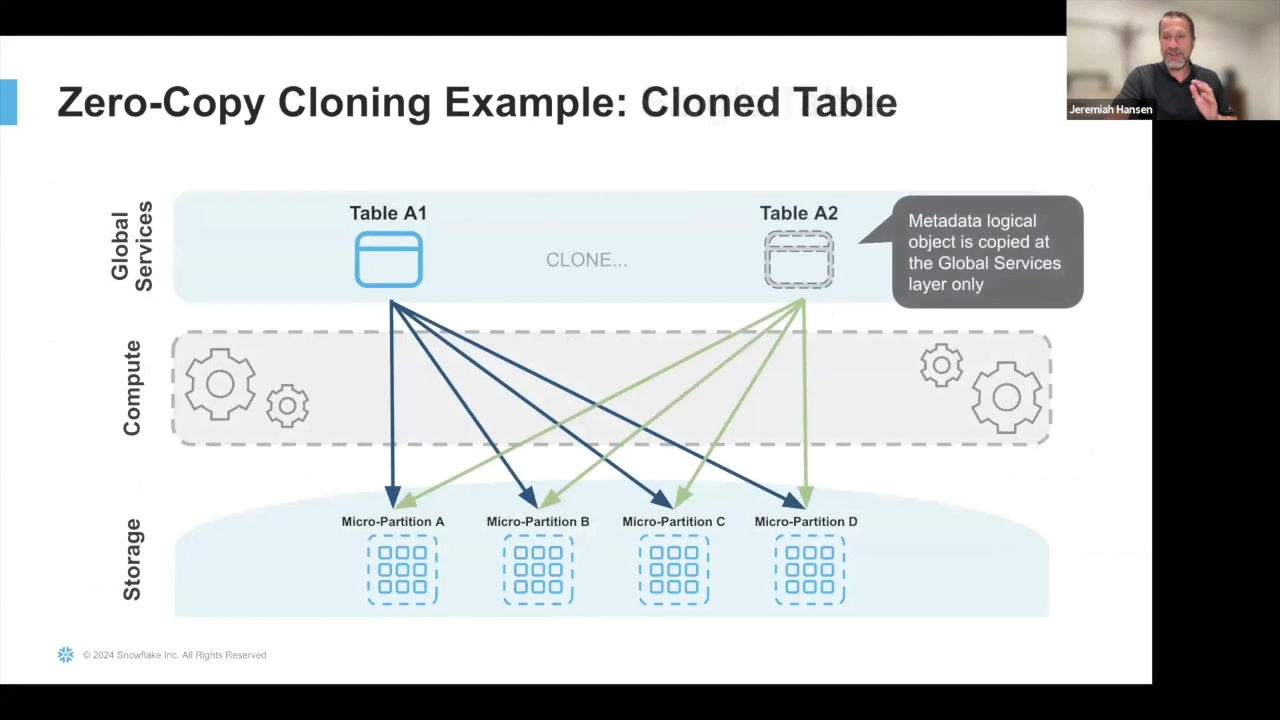 Jeremiah Hansen
Zero-Copy Cloning Example: Cloned Table
Global
Services
Table A1
CLONE...
Table A2
Metadata logical
object is copied at
the Global Services
layer only
Compute
Storage
Micro-Partition A
Micro-Partition B
Micro-Partition C
Micro-Partition D
© 2024 Snowflake Inc. All Rights Reserved